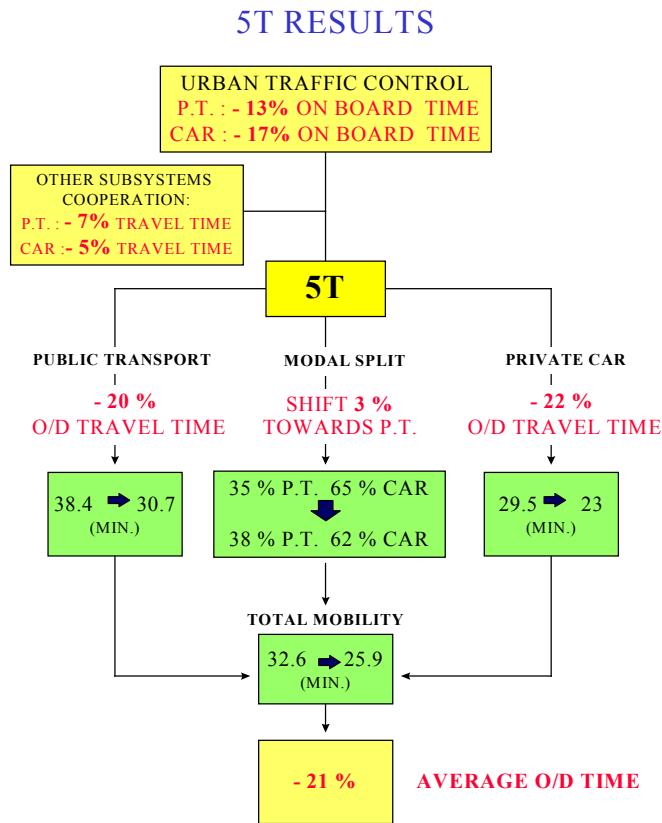 5T RESULTS
URBAN TRAFFIC CONTROL
P.T. : - 13% ON BOARD TIME
CAR : - 17% ON BOARD TIME
OTHER SUBSYSTEMS
COOPERATION:
P.T. : - 7% TRAVEL TIME
CAR :- 5% TRAVEL TIME
5T
PUBLIC TRANSPORT
- 20 %
O/D TRAVEL TIME
MODAL SPLIT
SHIFT 3 %
TOWARDS P.T.
PRIVATE CAR
- 22 %
O/D TRAVEL TIME
38.4 30.7
(MIN.)
35 % P.T. 65 % CAR
38 % P.T. 62 % CAR
29.5 23
(MIN.)
TOTAL MOBILITY
32.6 25.9
(MIN.)
- 21 % AVERAGE O/D TIME